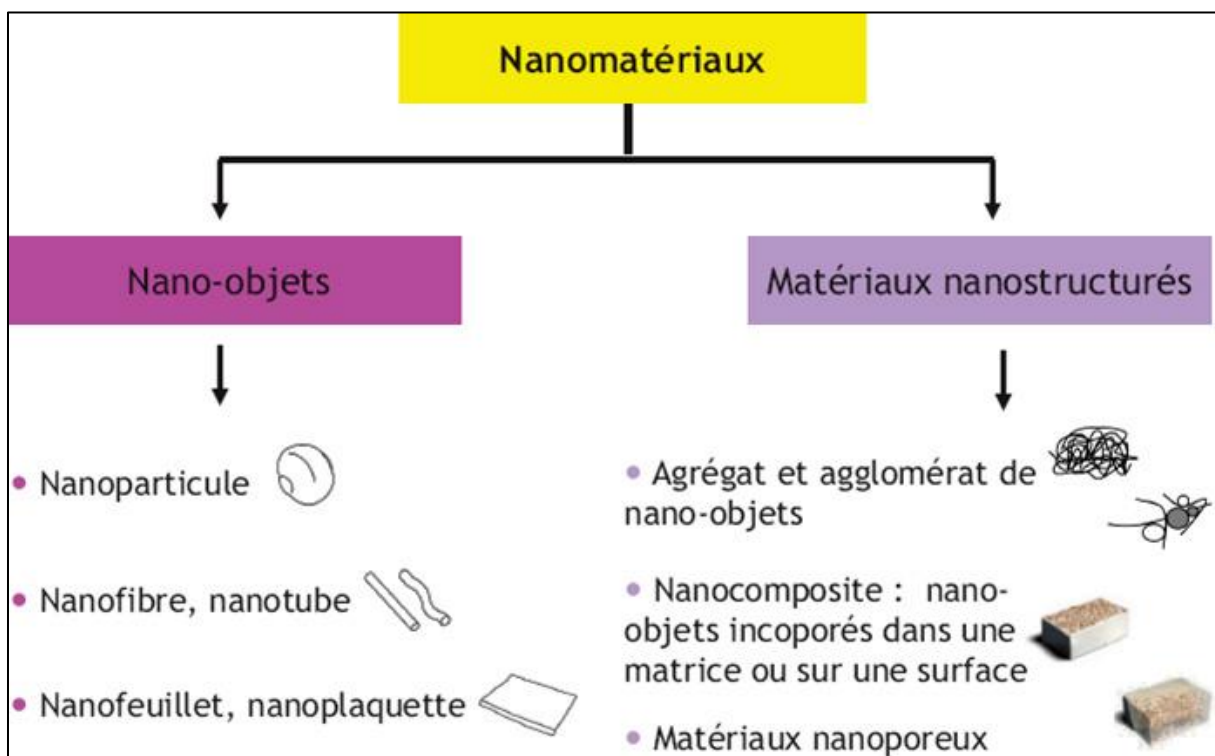 Nanomatériaux
Nano-objets
Matériaux nanostructurés
• Nanoparticule
• Nanofibre, nanotube
• Nanofeuillet, nanoplaquette
• Agrégat et agglomérat de
nano-objets
• Nanocomposite : nano-
objets incoporés dans une
matrice ou sur une surface
• Matériaux nanoporeux